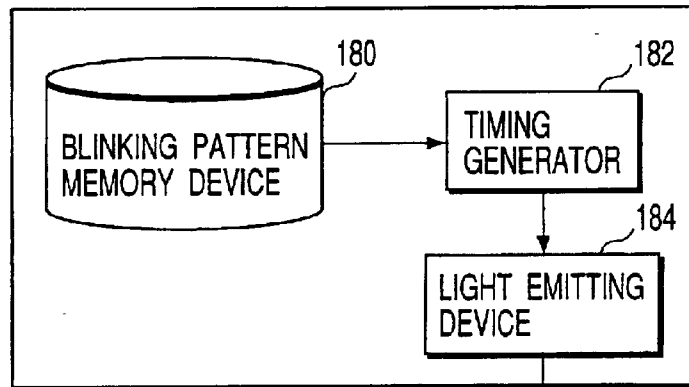 180
BLINKING PATTERN
MEMORY DEVICE
182
TIMING
GENERATOR
184
LIGHT EMITTING
DEVICE